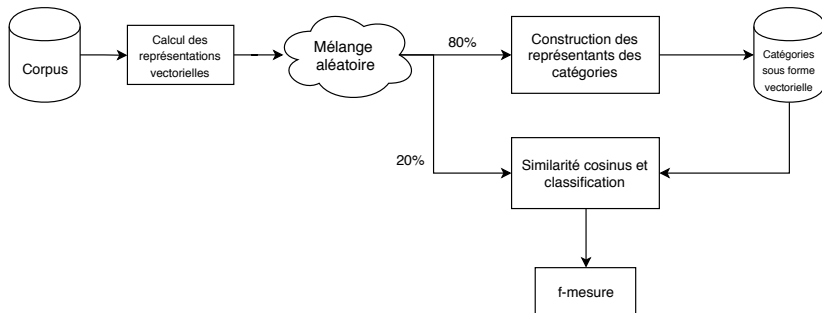 Corpus
Calcul des
représentations
vectorielles
Mélange
aléatoire
80%
Construction des
représentants des
catégories
Catégories
sous forme
vectorielle
20%
Similarité cosinus et
classification
f-mesure